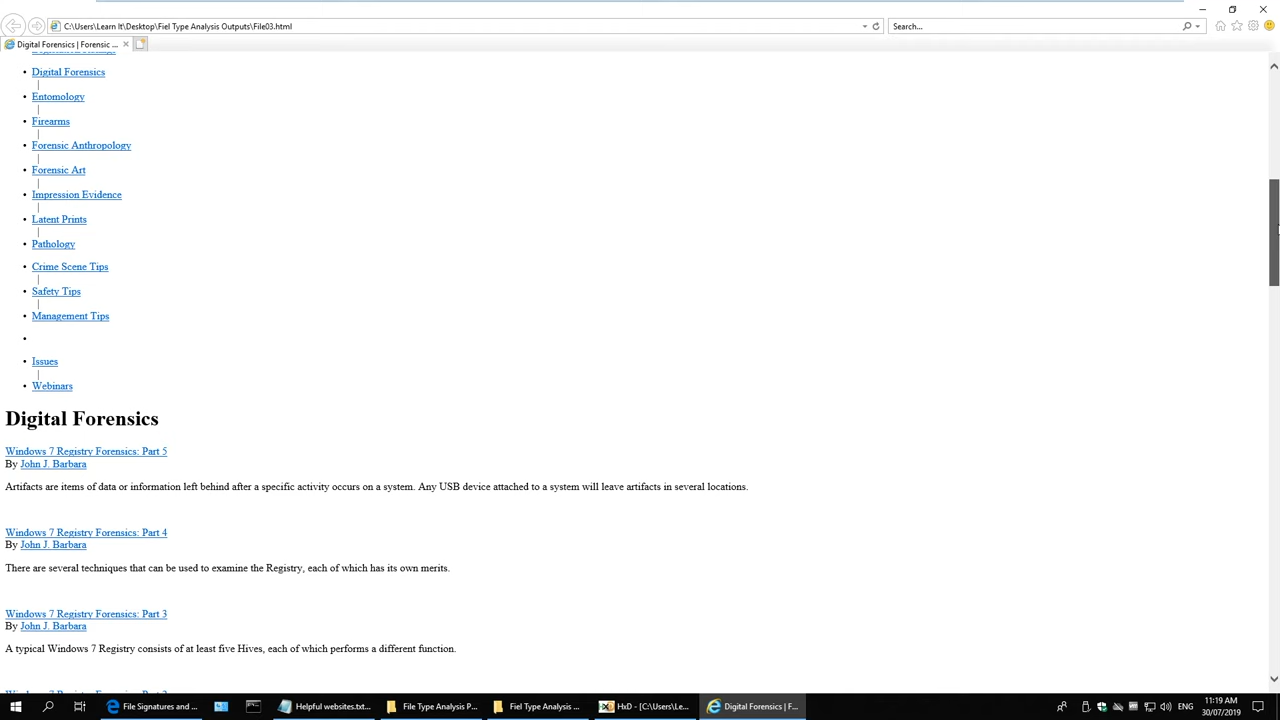 C:\Users\Learn It\Desktop\Fiel Type Analysis Outputs\File03.html
Search...
Digital Forensics | Forensic ...
Digital Forensics
|
Entomology
|
Firearms
|
Forensic Anthropology
|
Forensic Art
|
Impression Evidence
|
Latent Prints
|
Pathology
Crime Scene Tips
|
Safety Tips
|
Management Tips
Issues
|
Webinars
Digital Forensics
Windows 7 Registry Forensics: Part 5
By John J. Barbara
Artifacts are items of data or information left behind after a specific activity occurs on a system. Any USB device attached to a system will leave artifacts in several locations.
Windows 7 Registry Forensics: Part 4
By John J. Barbara
There are several techniques that can be used to examine the Registry, each of which has its own merits.
Windows 7 Registry Forensics: Part 3
By John J. Barbara
A typical Windows 7 Registry consists of at least five Hives, each of which performs a different function.
File Signatures and ...
Helpful websites.txt...
File Type Analysis P...
Fiel Type Analysis ...
HxD - [C:\Users\Le...
Digital Forensics | F...
ENG
11:19 AM
30/07/2019